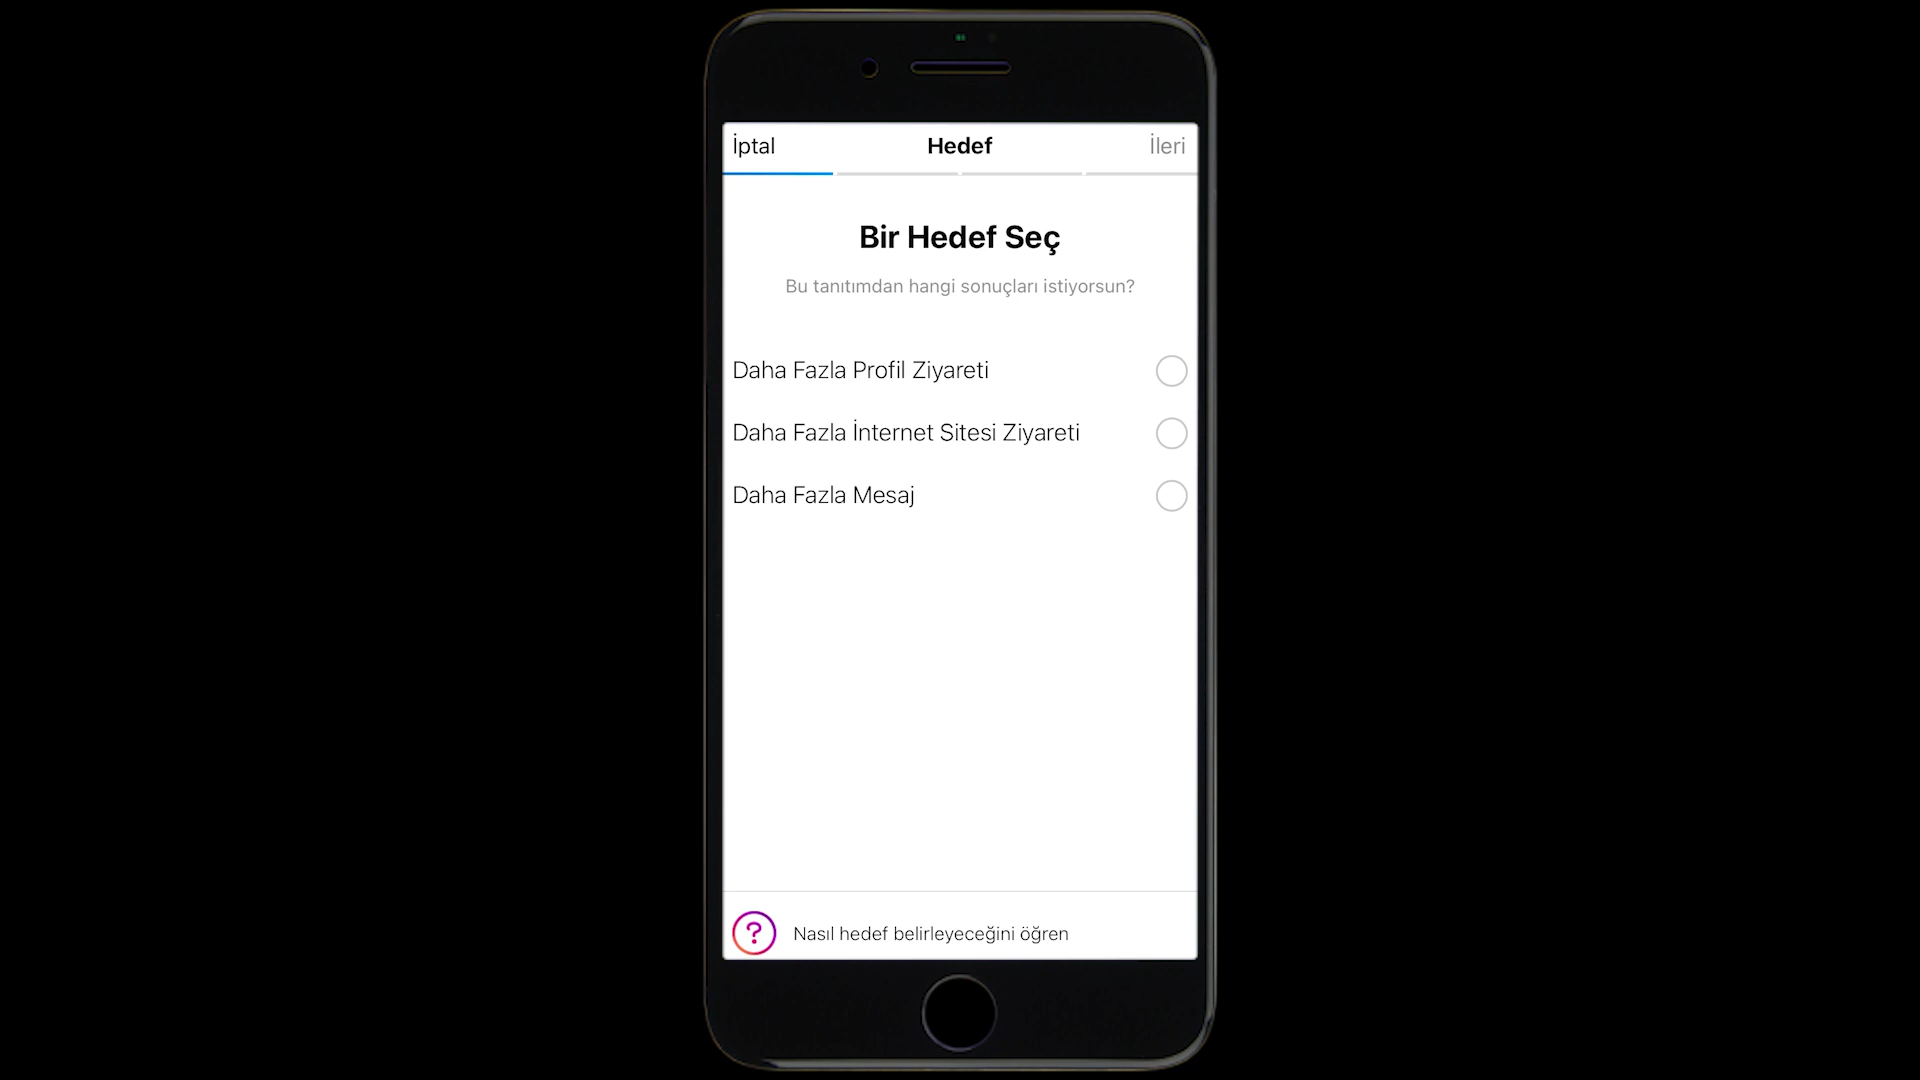 İptal
Hedef
İleri
Bir Hedef Seç
Bu tanıtımdan hangi sonuçları istiyorsun?
Daha Fazla Profil Ziyareti
Daha Fazla İnternet Sitesi Ziyareti
Daha Fazla Mesaj
?
Nasıl hedef belirleyeceğini öğren